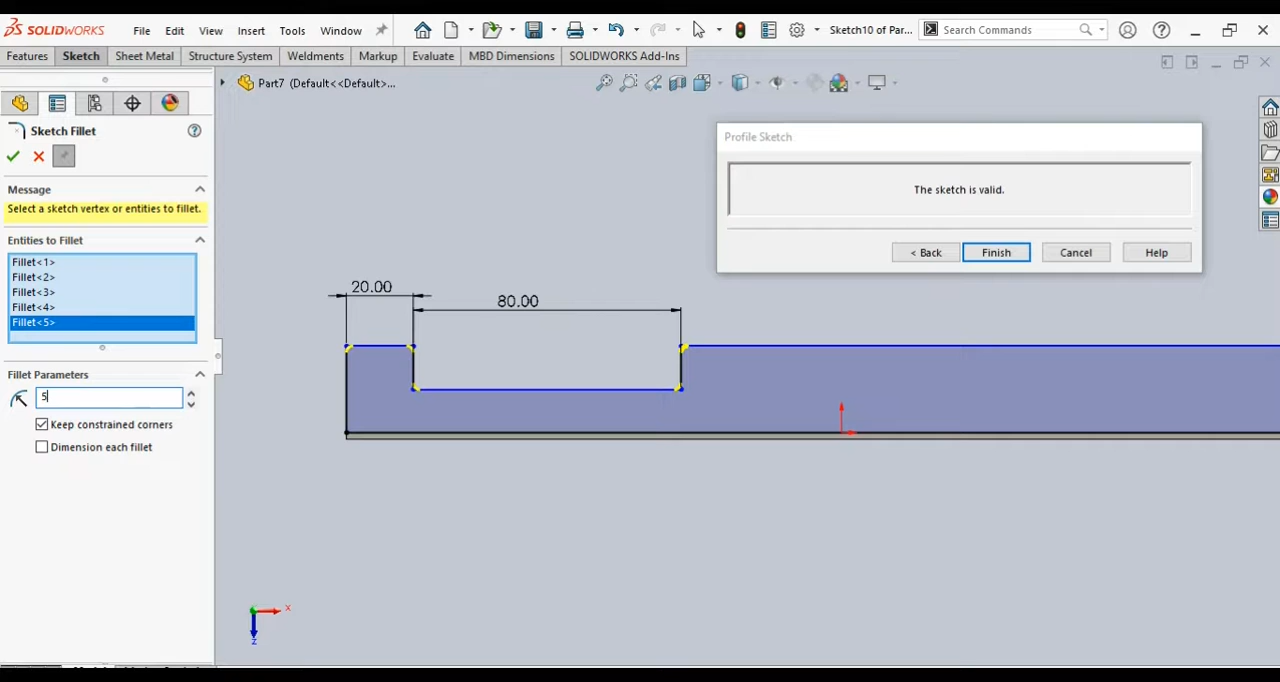 SOLIDWORKS File Edit View Insert Tools Window Sketch10 of Par... Search Commands
Features Sketch Sheet Metal Structure System Weldments Markup Evaluate MBD Dimensions SOLIDWORKS Add-Ins
Part7 (Default<<Default>...
Sketch Fillet
Message
Select a sketch vertex or entities to fillet.
Entities to Fillet
Fillet<1>
Fillet<2>
Fillet<3>
Fillet<4>
Fillet<5>
Fillet Parameters
5
Keep constrained corners
Dimension each fillet
Profile Sketch
The sketch is valid.
< Back Finish Cancel Help
20.00
80.00
x
z